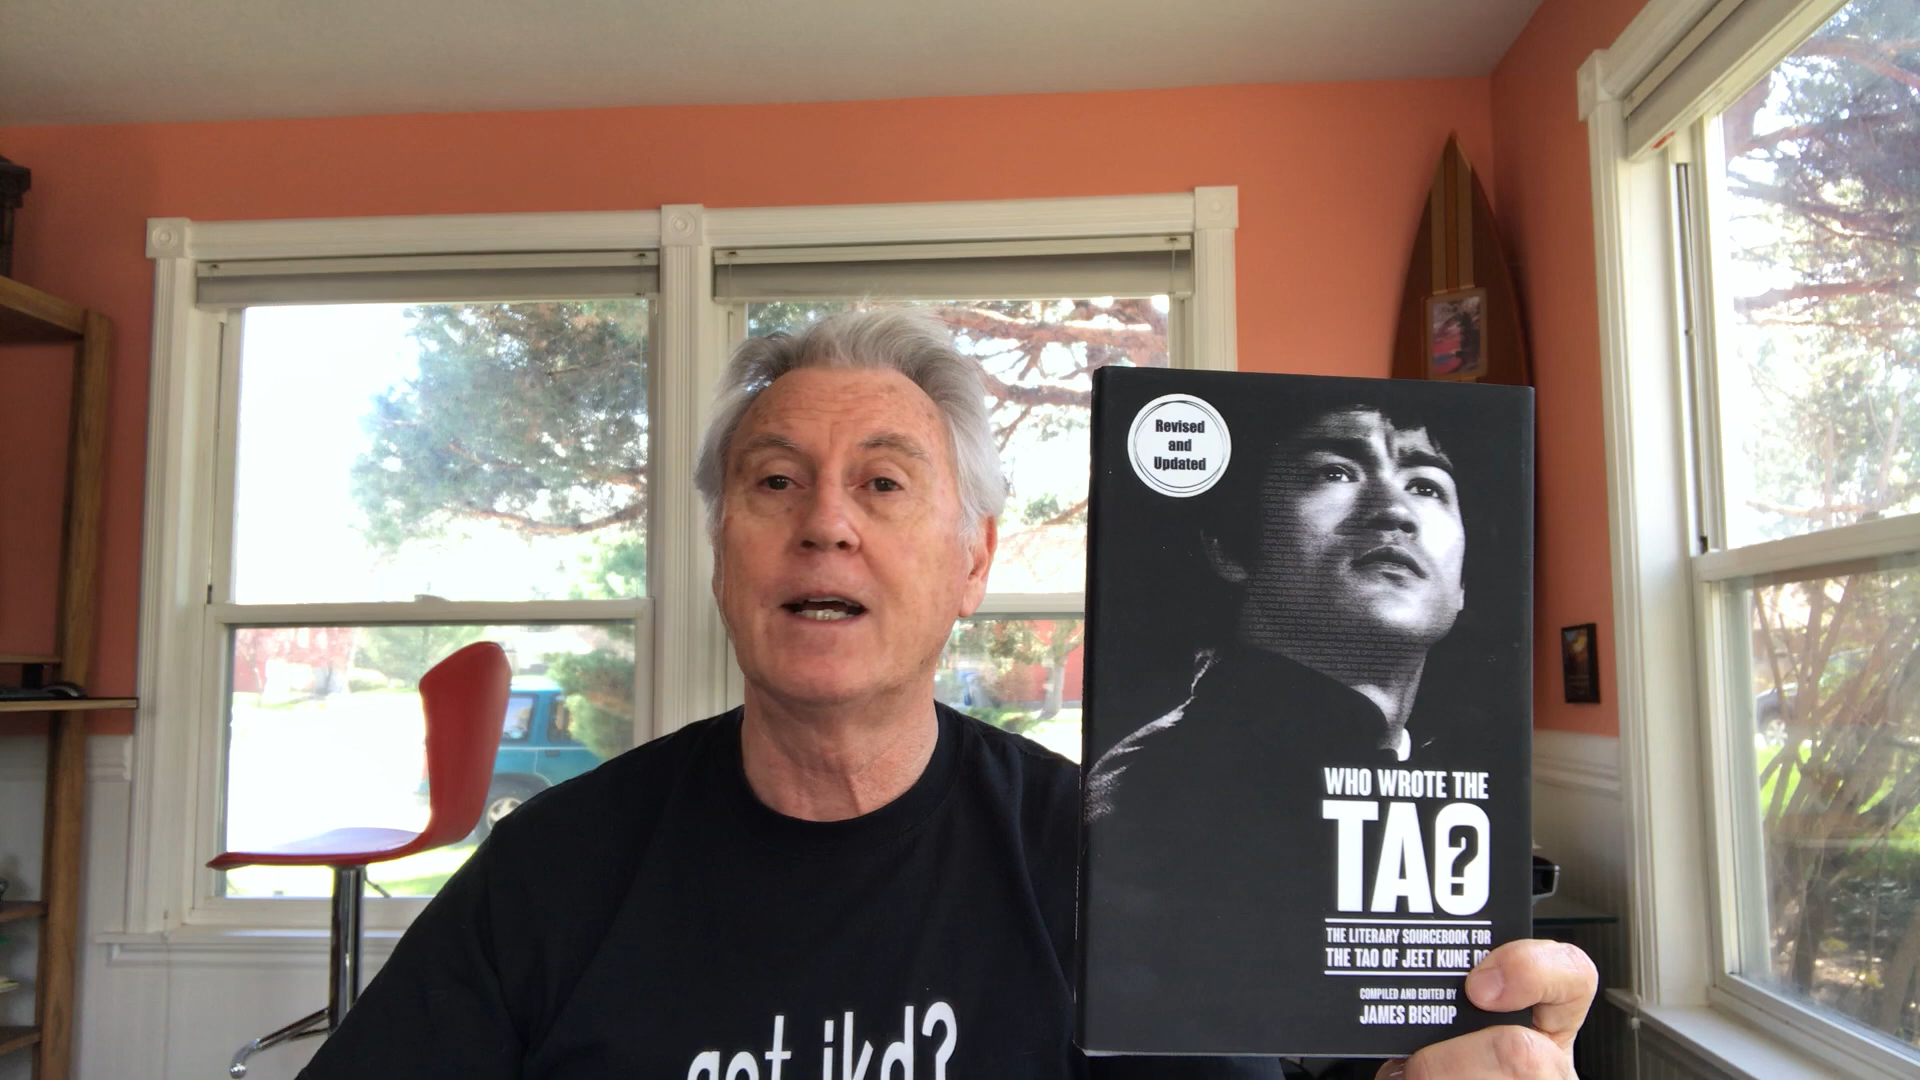 Revised
and
Updated
WHO WROTE THE
TAO?
THE LITERARY SOURCEBOOK FOR
THE TAO OF JEET KUNE DO
COMPILED AND EDITED BY
JAMES BISHOP
got jkd?